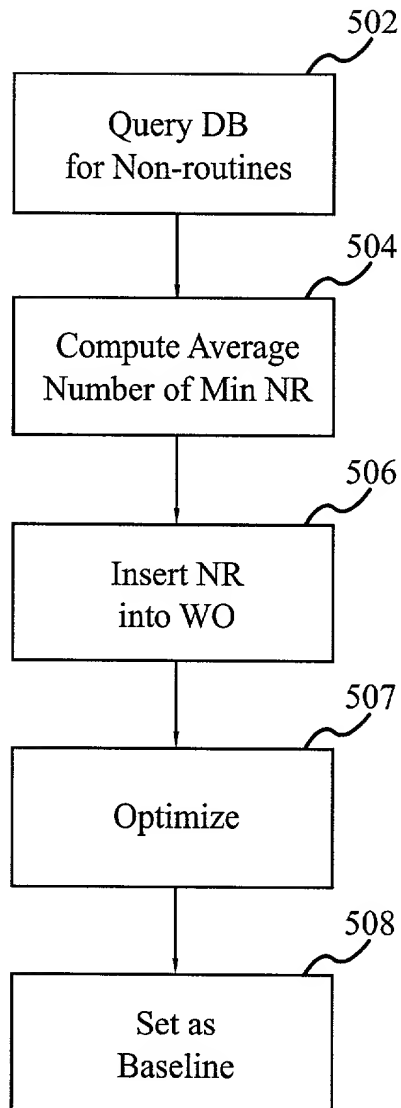 502
Query DB
for Non-routines
504
Compute Average
Number of Min NR
506
Insert NR
into WO
507
Optimize
508
Set as
Baseline